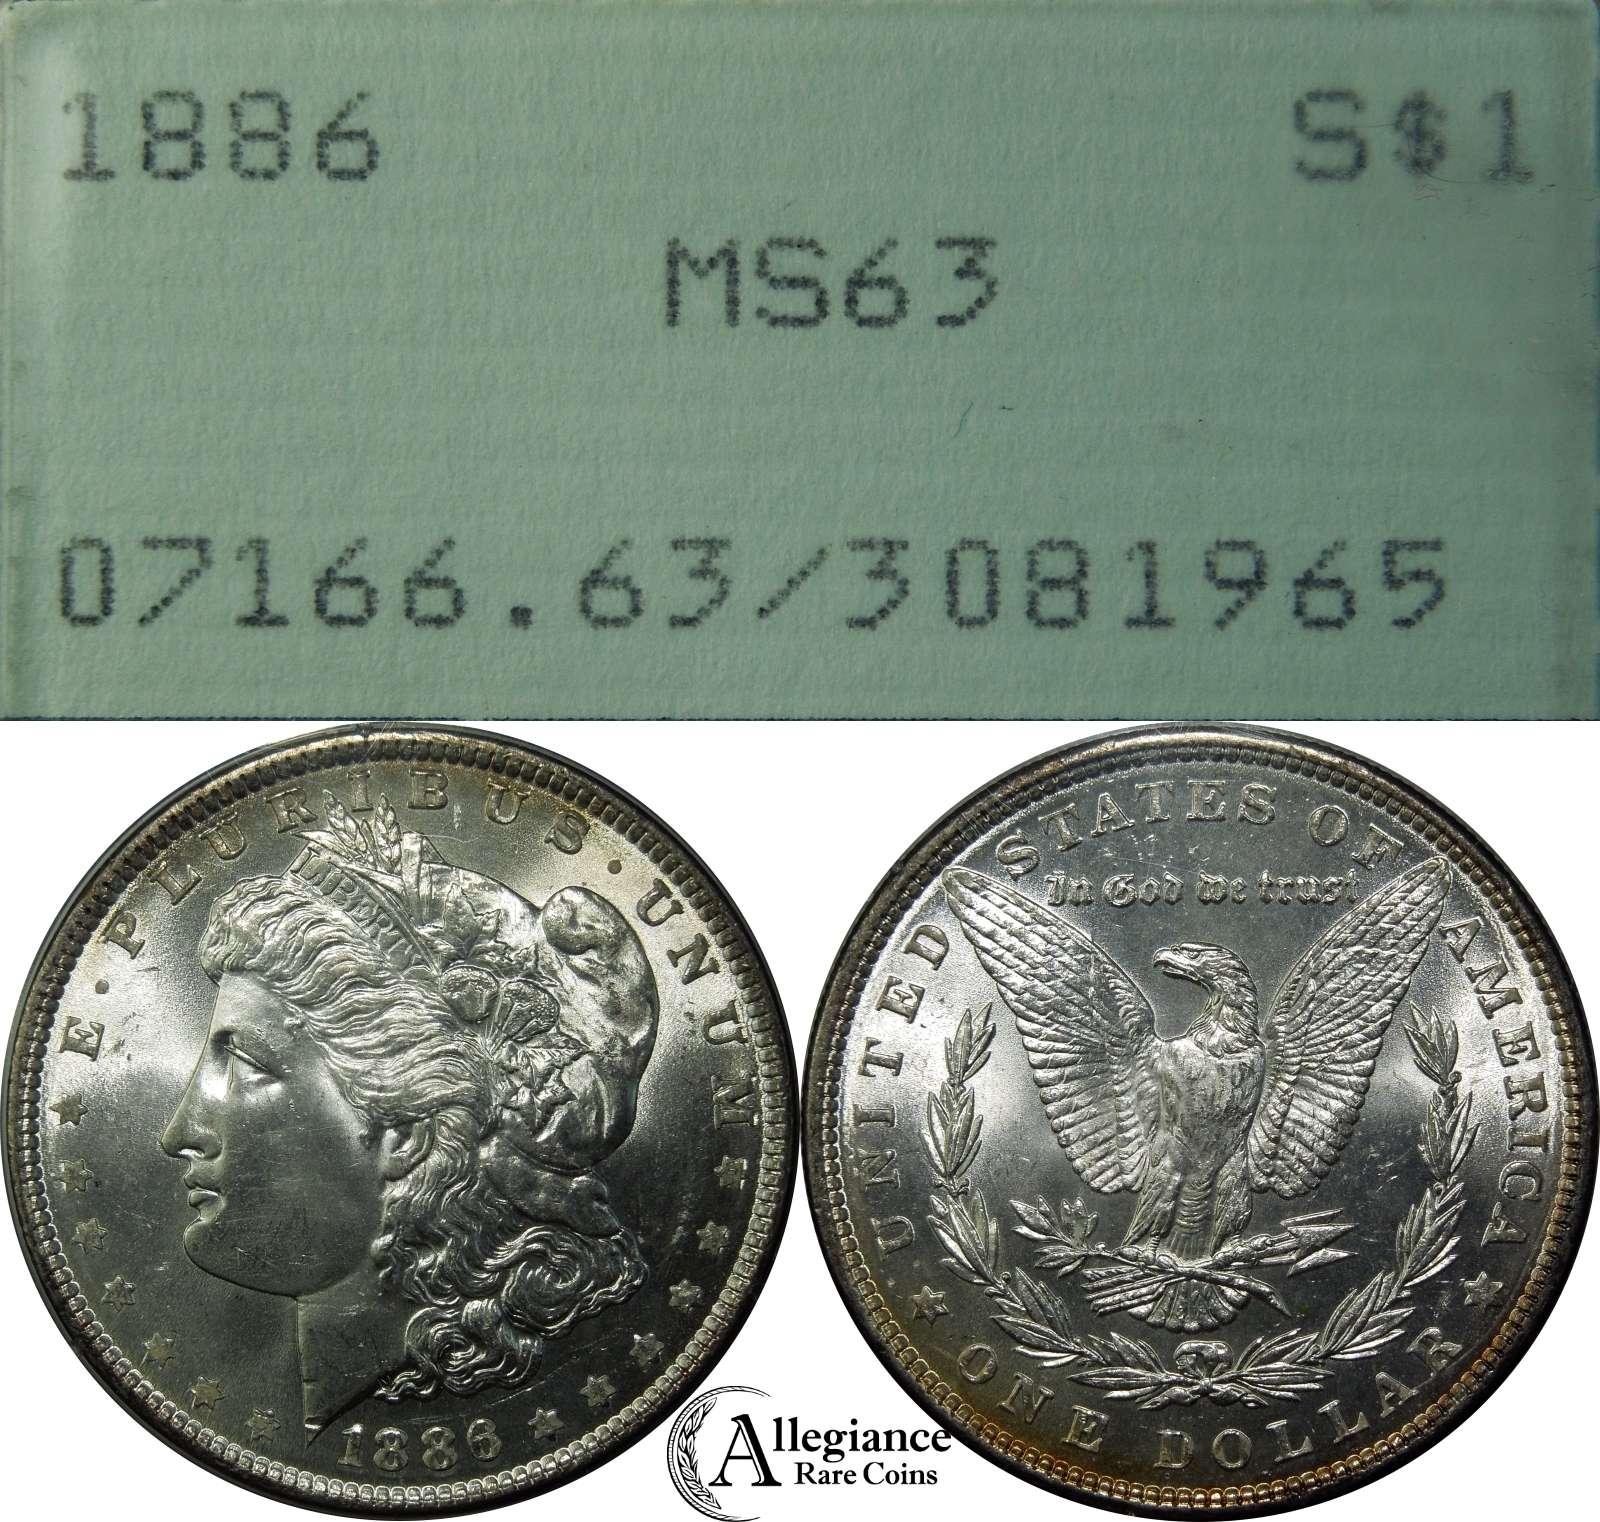 1886 S$1
MS63
07166.63/3081965
E·PLURIBUS·UNUM
LIBERTY
1886
UNITED STATES OF AMERICA
In God we trust
ONE DOLLAR
Allegiance
Rare Coins